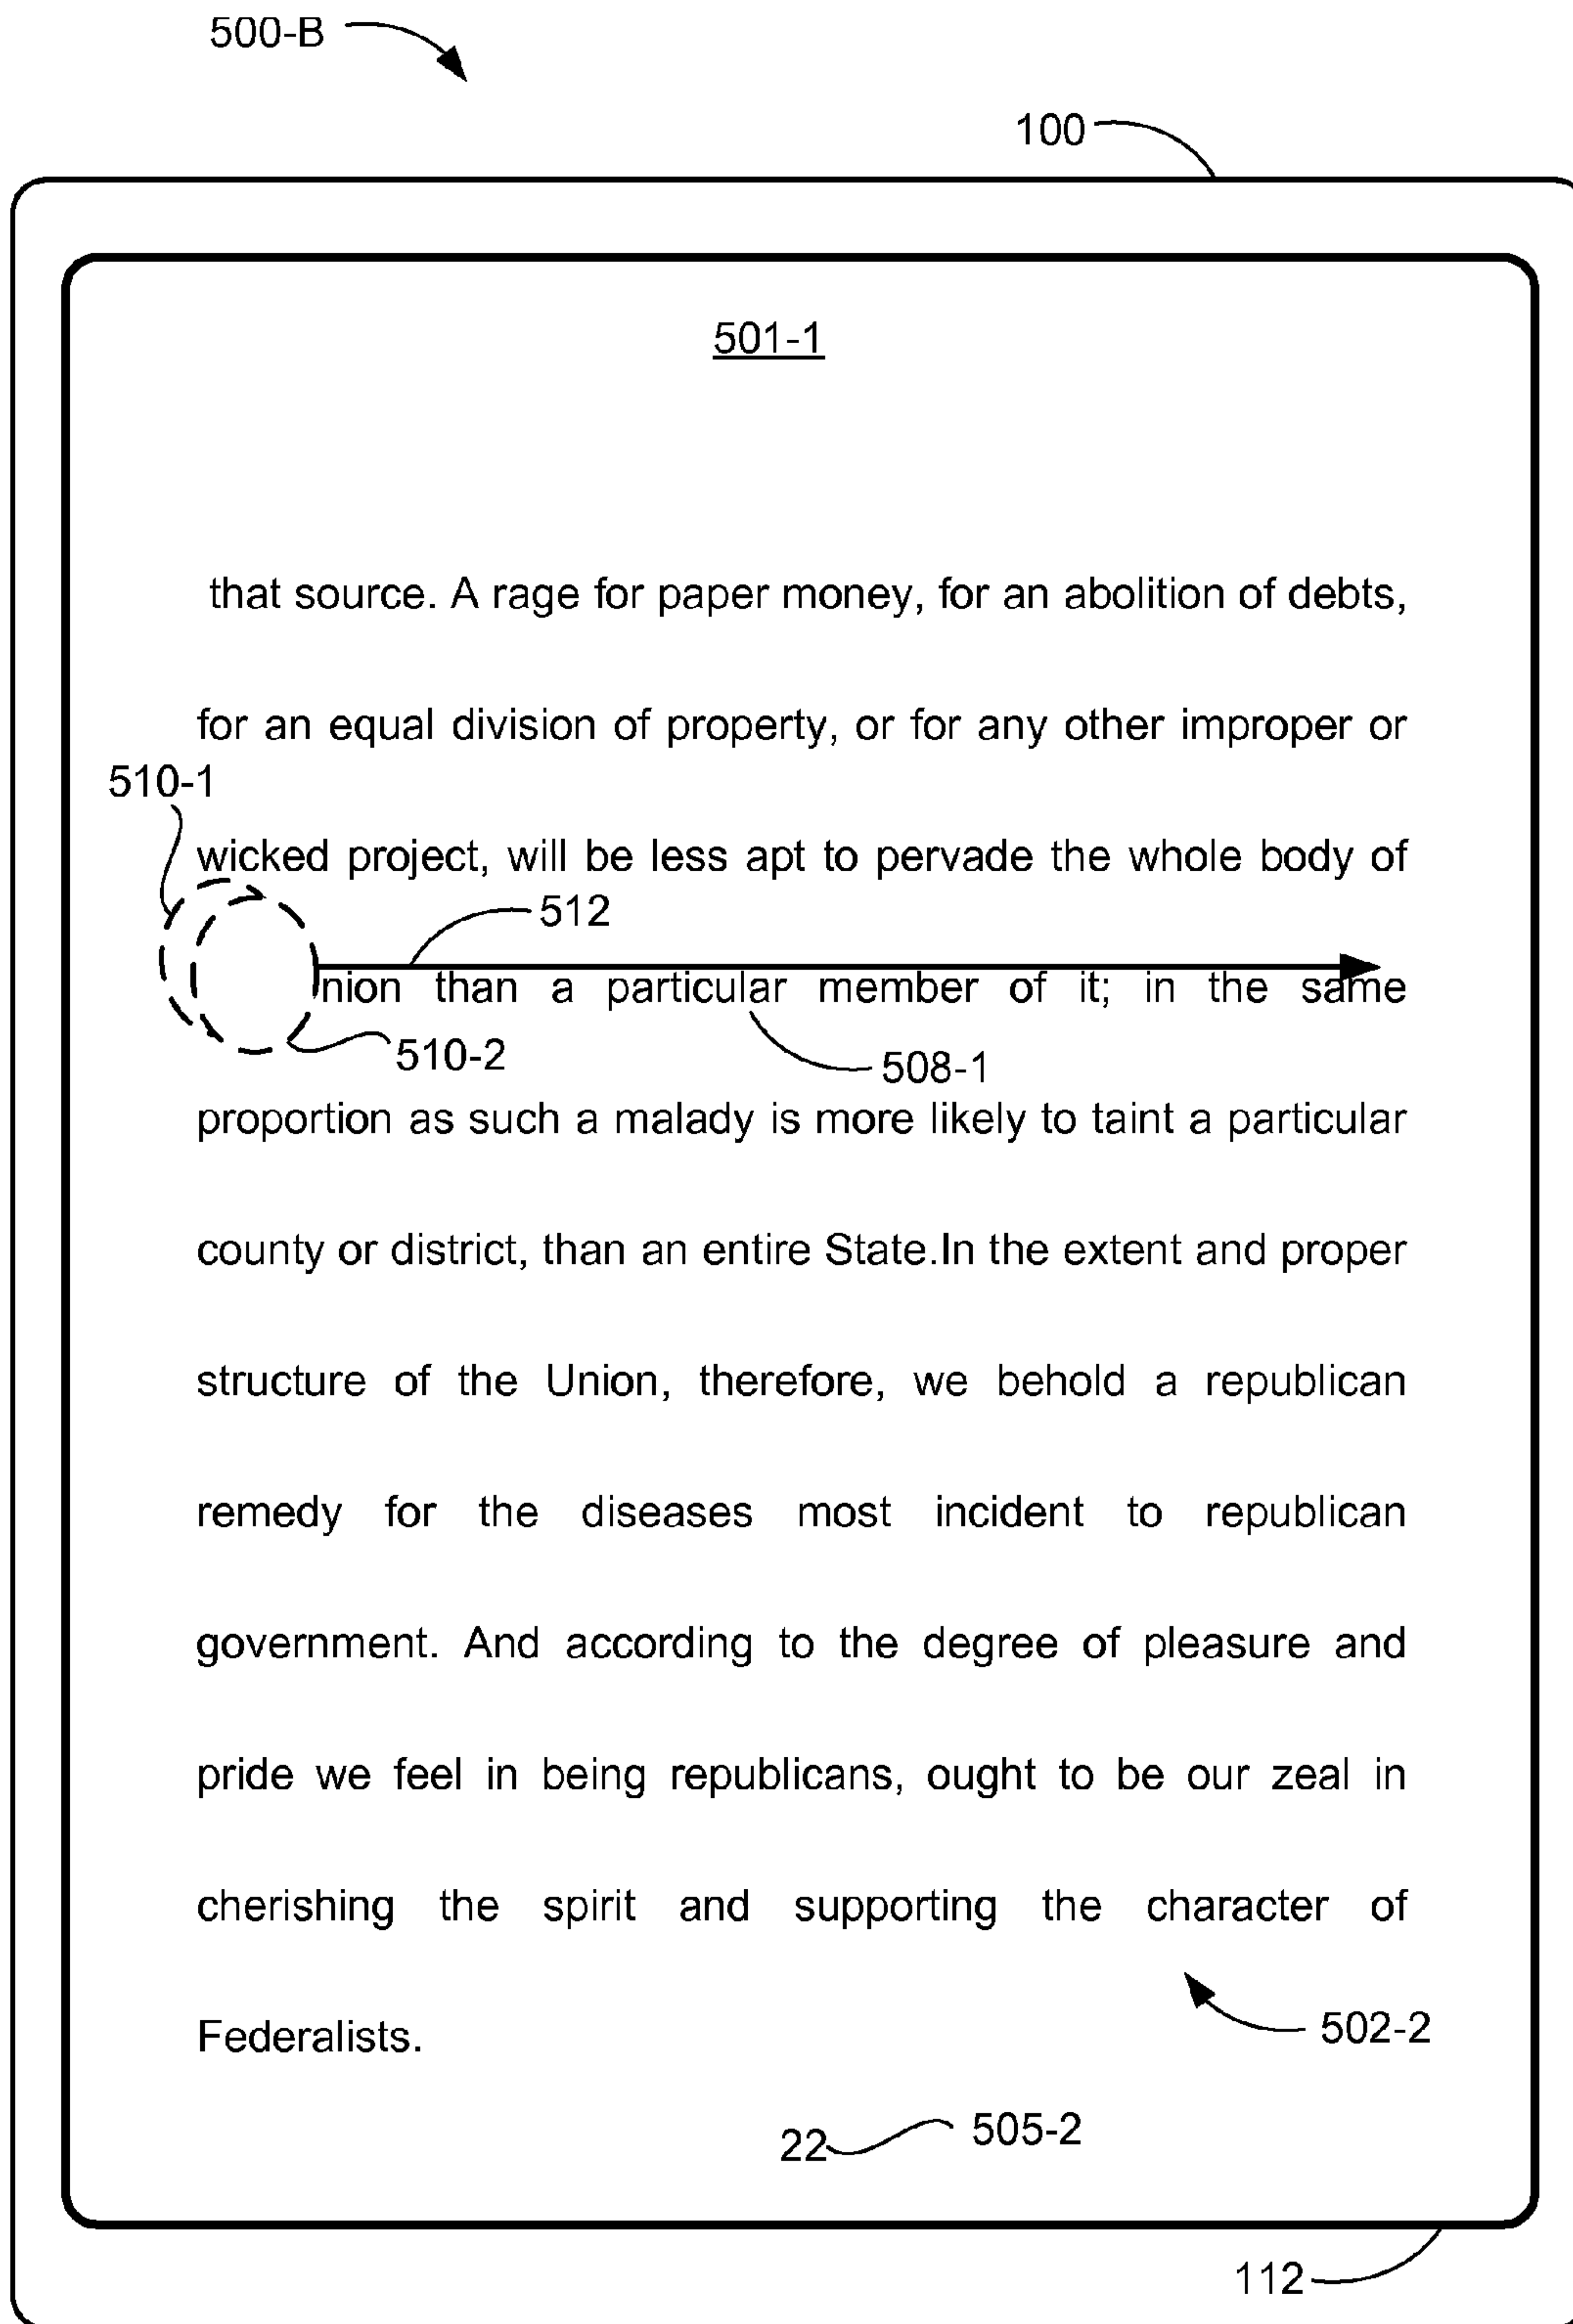 500-B
100
501-1
that source. A rage for paper money, for an abolition of debts,
for an equal division of property, or for any other improper or
510-1
wicked project, will be less apt to pervade the whole body of
512
nion than a particular member of it; in the same
510-2
508-1
proportion as such a malady is more likely to taint a particular
county or district, than an entire State.In the extent and proper
structure of the Union, therefore, we behold a republican
remedy for the diseases most incident to republican
government. And according to the degree of pleasure and
pride we feel in being republicans, ought to be our zeal in
cherishing the spirit and supporting the character of
Federalists.
502-2
22
505-2
112